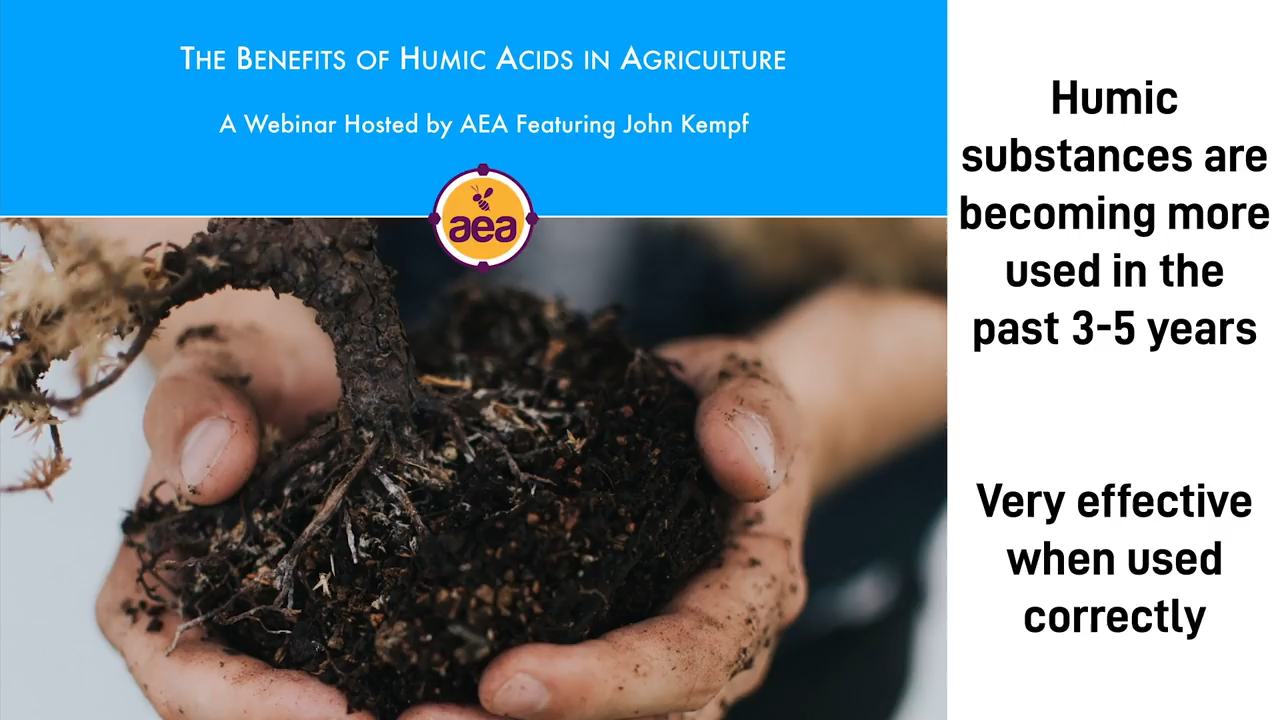 The Benefits of Humic Acids in Agriculture
A Webinar Hosted by AEA Featuring John Kempf
aea
Humic
substances are
becoming more
used in the
past 3-5 years
Very effective
when used
correctly